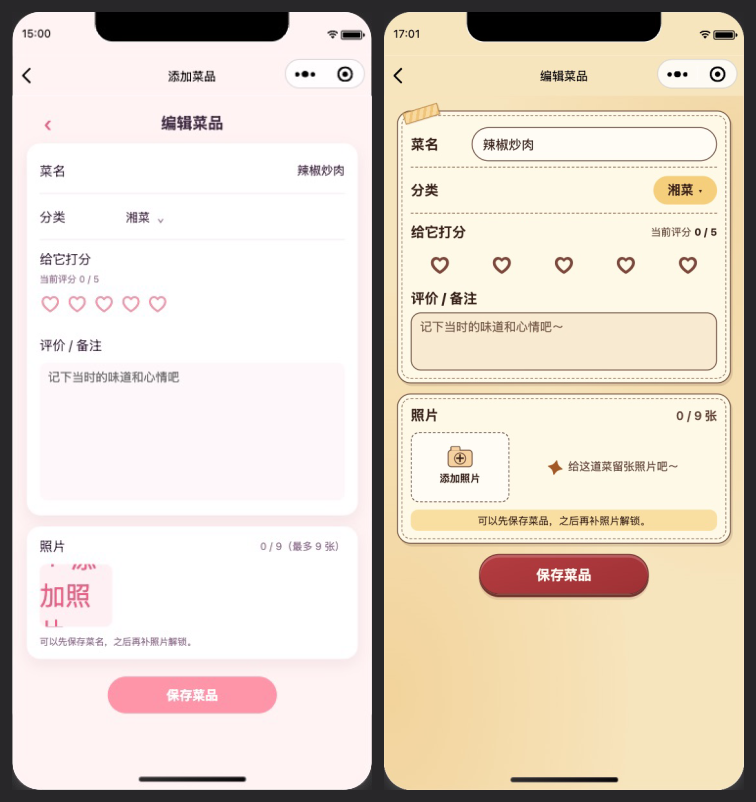 15:00
添加菜品
编辑菜品
菜名 辣椒炒肉
分类 湘菜
给它打分
当前评分 0 / 5
评价 / 备注
记下当时的味道和心情吧
照片 0 / 9（最多 9 张）
添
加照
可以先保存菜名，之后再补照片解锁。
保存菜品
17:01
编辑菜品
菜名 辣椒炒肉
分类 湘菜
给它打分 当前评分 0 / 5
评价 / 备注
记下当时的味道和心情吧～
照片 0 / 9 张
添加照片
给这道菜留张照片吧～
可以先保存菜品，之后再补照片解锁。
保存菜品